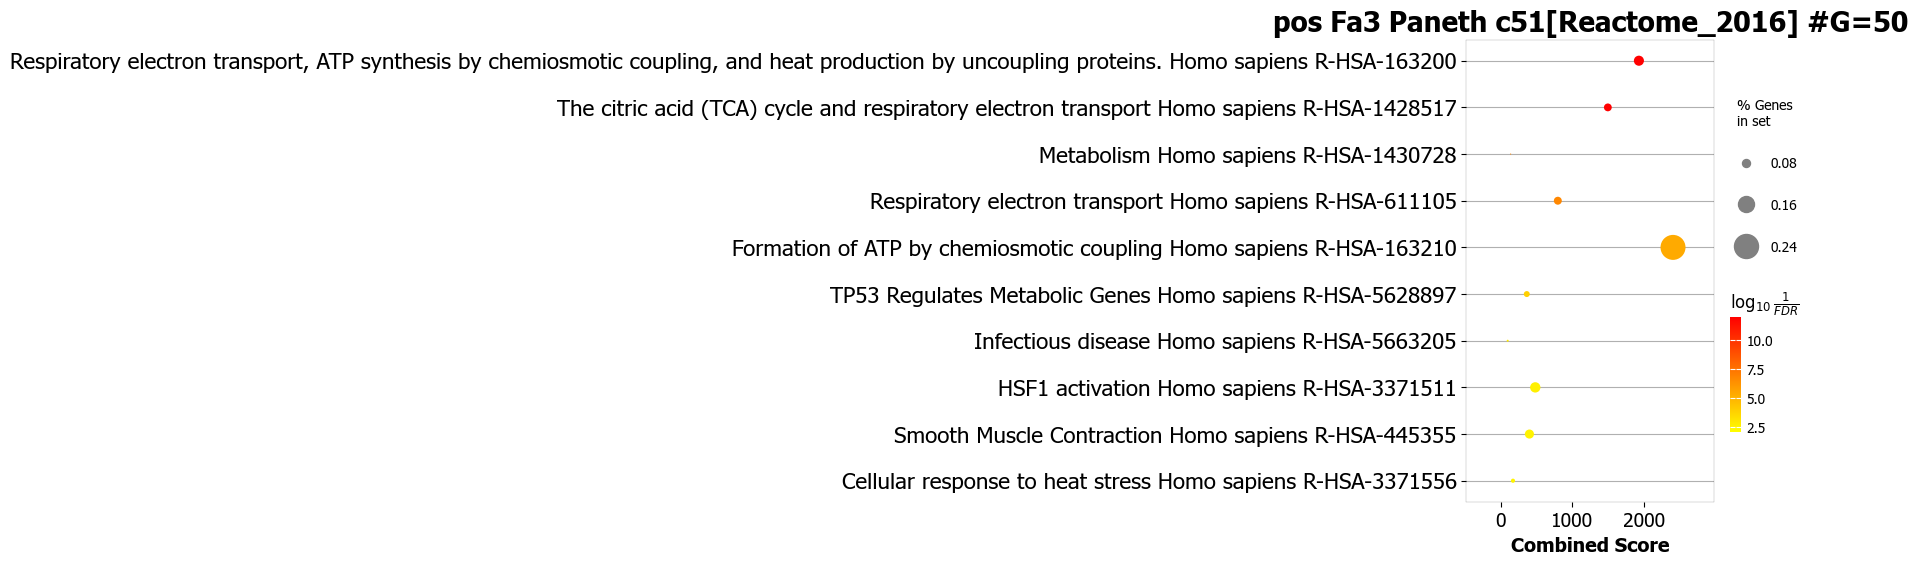 pos Fa3 Paneth c51[Reactome_2016] #G=50
Respiratory electron transport, ATP synthesis by chemiosmotic coupling, and heat production by uncoupling proteins. Homo sapiens R-HSA-163200
The citric acid (TCA) cycle and respiratory electron transport Homo sapiens R-HSA-1428517
Metabolism Homo sapiens R-HSA-1430728
Respiratory electron transport Homo sapiens R-HSA-611105
Formation of ATP by chemiosmotic coupling Homo sapiens R-HSA-163210
TP53 Regulates Metabolic Genes Homo sapiens R-HSA-5628897
Infectious disease Homo sapiens R-HSA-5663205
HSF1 activation Homo sapiens R-HSA-3371511
Smooth Muscle Contraction Homo sapiens R-HSA-445355
Cellular response to heat stress Homo sapiens R-HSA-3371556
0 1000 2000
Combined Score
% Genes
in set
0.08
0.16
0.24
log10 1/FDR
10.0
7.5
5.0
2.5